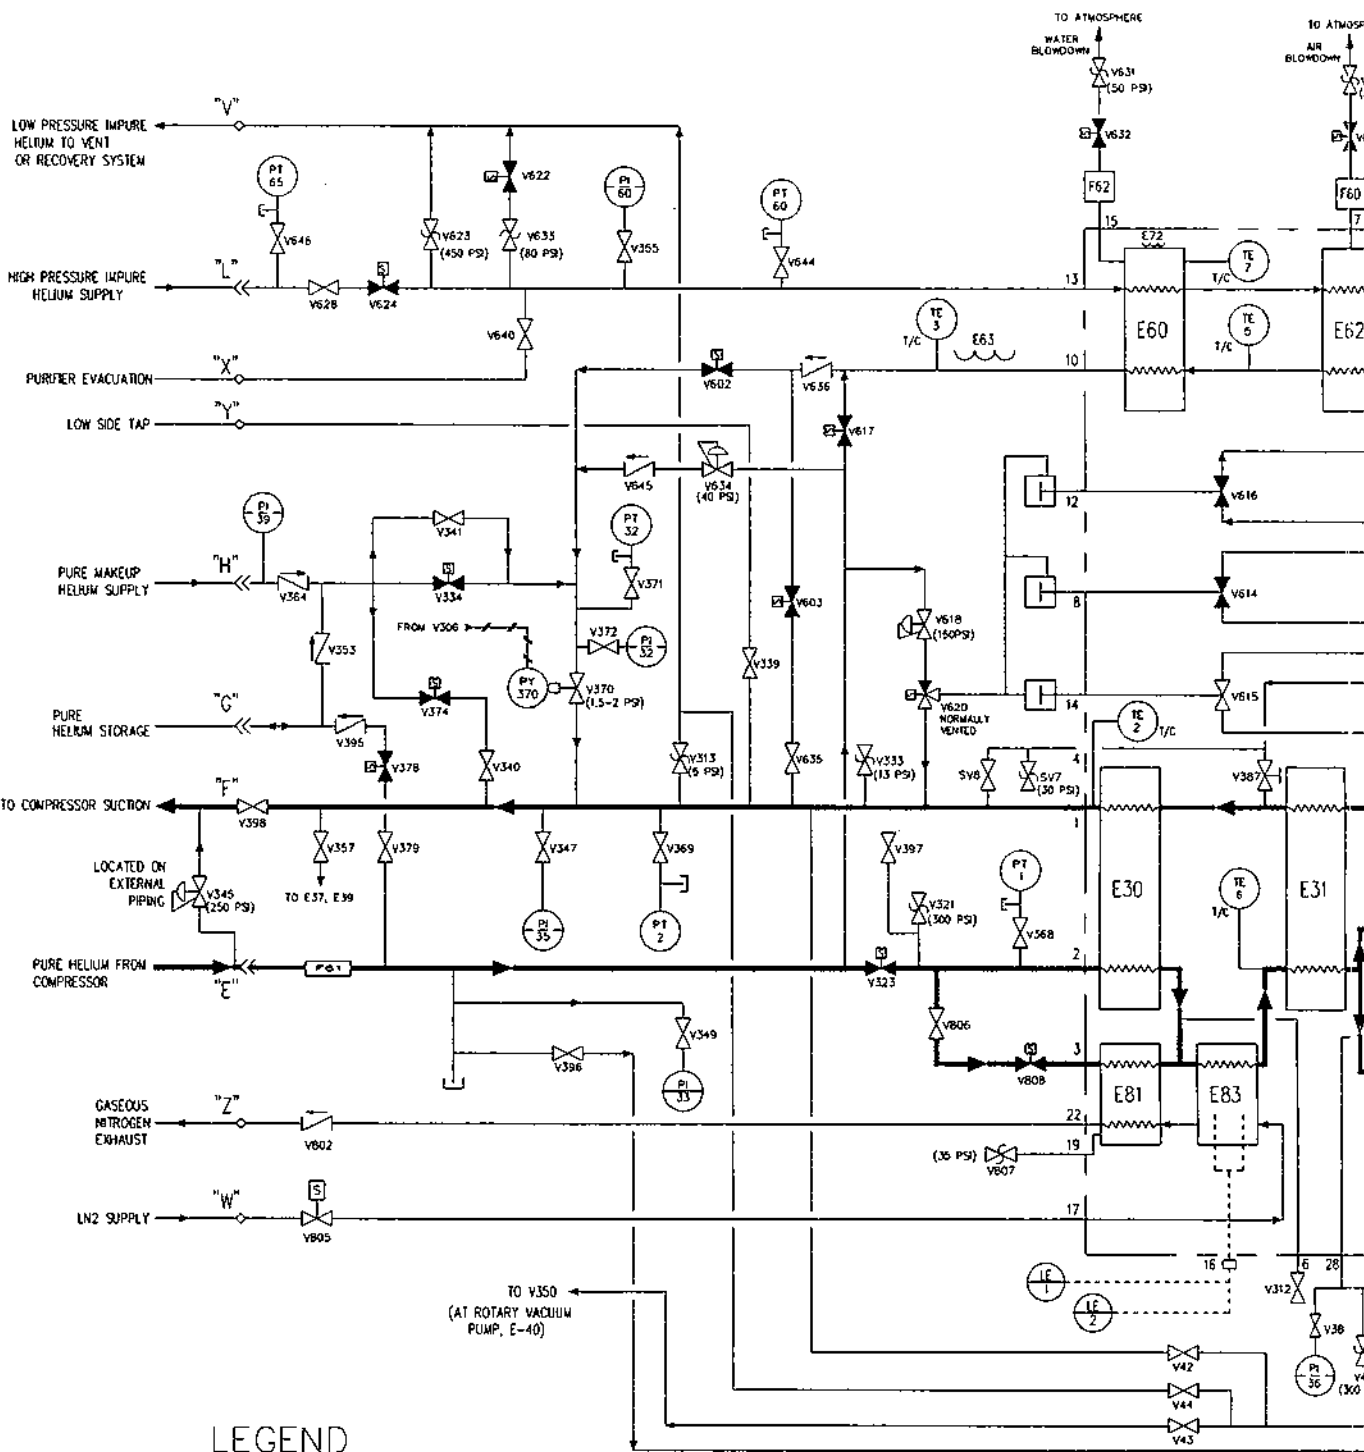 TO ATMOSPHERE
WATER
BLOWDOWN
V631
(50 PSI)
V632
F62
15
AIR
BLOWDOWN
F60
7
"V"
LOW PRESSURE IMPURE
HELIUM TO VENT
OR RECOVERY SYSTEM
PT
65
V646
V623
(450 PSI)
V622
V633
(80 PSI)
PI
60
V355
PT
60
V644
"L"
HIGH PRESSURE IMPURE
HELIUM SUPPLY
V628
S
V624
V640
13
E72
TE
7
T/C
E60
TE
5
T/C
E62
TE
3
T/C
E63
10
"X"
PURIFIER EVACUATION
S
V602
V636
"Y"
LOW SIDE TAP
V617
V645
V634
(40 PSI)
12
V616
PI
39
V341
PT
32
V371
"H"
PURE MAKEUP
HELIUM SUPPLY
V364
S
V334
V603
8
V614
FROM V306
V372
PI
32
V618
(150PSI)
V353
PY
370
V370
(1.5-2 PSI)
V339
S
V374
V620
NORMALLY
VENTED
14
V615
"G"
PURE
HELIUM STORAGE
V395
V378
V340
V313
(5 PSI)
V635
V333
(13 PSI)
SV8
SV7
(30 PSI)
TE
2
T/C
4
V387
"F"
TO COMPRESSOR SUCTION
V398
1
LOCATED ON
EXTERNAL
PIPING
V345
(250 PSI)
V357
TO E37, E39
V379
V347
PI
35
V369
PT
2
V397
V321
(300 PSI)
PT
1
V368
E30
TE
6
T/C
E31
PURE HELIUM FROM
COMPRESSOR
"E"
F61
S
V323
2
V806
V349
PI
33
V396
S
V808
3
E81
E83
"Z"
GASEOUS
NITROGEN
EXHAUST
V802
22
19
V807
"W"
LN2 SUPPLY
S
V805
17
16
6
28
LE
1
LE
2
V312
V38
PI
36
TO V350
(AT ROTARY VACUUM
PUMP, E-40)
V42
V44
V43
LEGEND